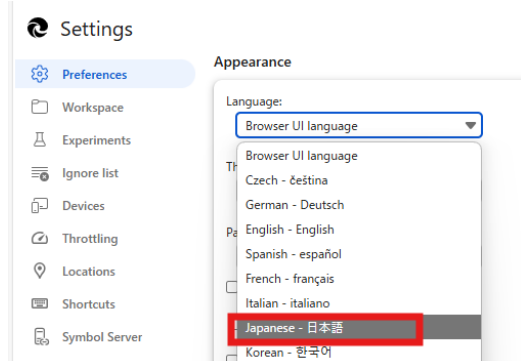 Settings
Preferences
Workspace
Experiments
Ignore list
Devices
Throttling
Locations
Shortcuts
Symbol Server
Appearance
Language:
Browser UI language
Browser UI language
Czech - čeština
German - Deutsch
English - English
Spanish - español
French - français
Italian - italiano
Japanese - 日本語
Korean - 한국어